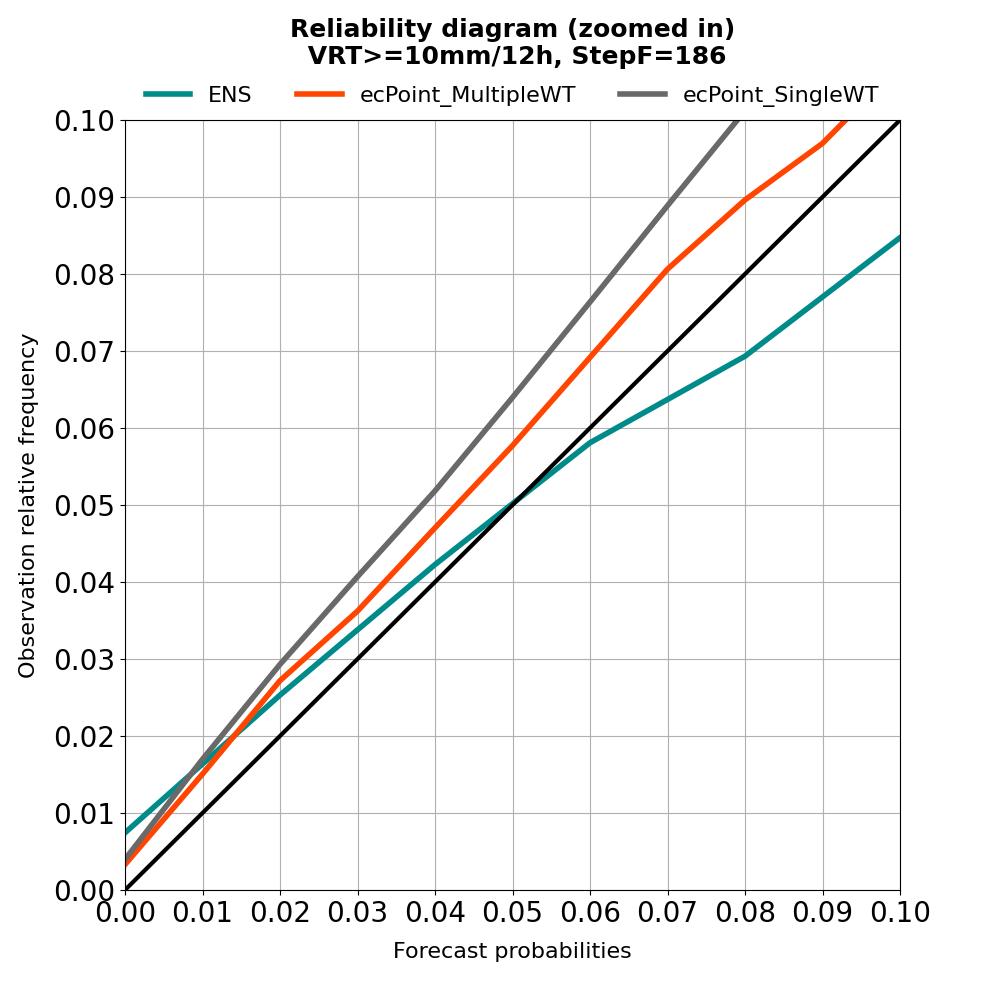 Reliability diagram (zoomed in)
VRT>=10mm/12h, StepF=186
ENS ecPoint_MultipleWT ecPoint_SingleWT
0.10
0.09
0.08
0.07
0.06
0.05
0.04
0.03
0.02
0.01
0.00
Observation relative frequency
0.00 0.01 0.02 0.03 0.04 0.05 0.06 0.07 0.08 0.09 0.10
Forecast probabilities